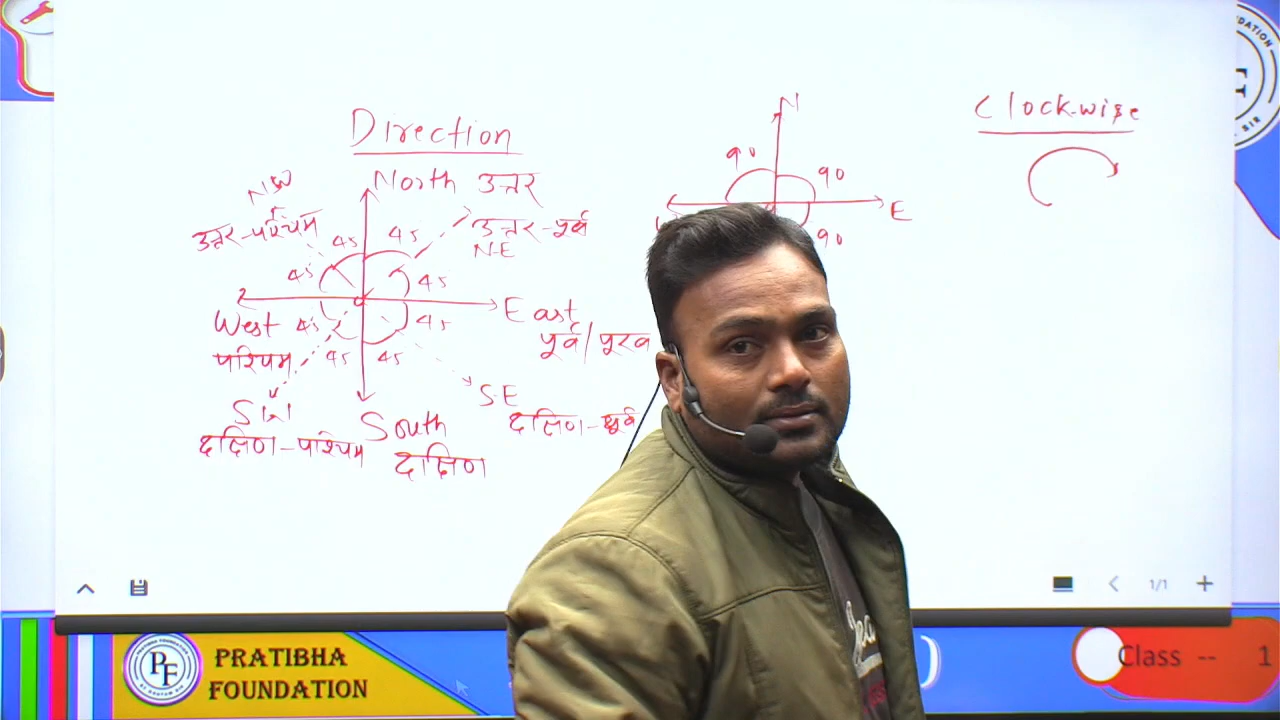 Direction
North उत्तर
NW
उत्तर-पश्चिम
उत्तर-पूर्व
N-E
45 45
45 45
West
पश्चिम
East
पूर्व/पूरब
45 45
45 45
SW
दक्षिण-पश्चिम
South
दक्षिण
S-E
दक्षिण-पूर्व
N
90 90
E
90
Clockwise
1/1
PRATIBHA
FOUNDATION
PF
Class -- 1